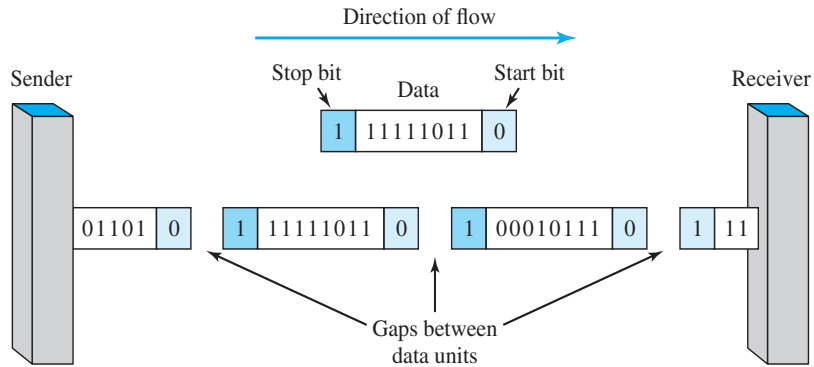 Direction of flow
Sender
Stop bit
Data
Start bit
Receiver
1 11111011 0
01101 0
1 11111011 0
1 00010111 0
1 11
Gaps between
data units